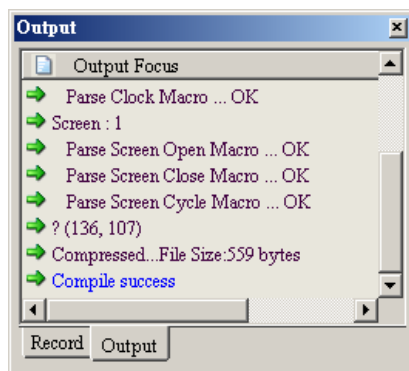 Output
Output Focus
Parse Clock Macro ... OK
Screen : 1
Parse Screen Open Macro ... OK
Parse Screen Close Macro ... OK
Parse Screen Cycle Macro ... OK
? (136, 107)
Compressed...File Size:559 bytes
Compile success
Record Output